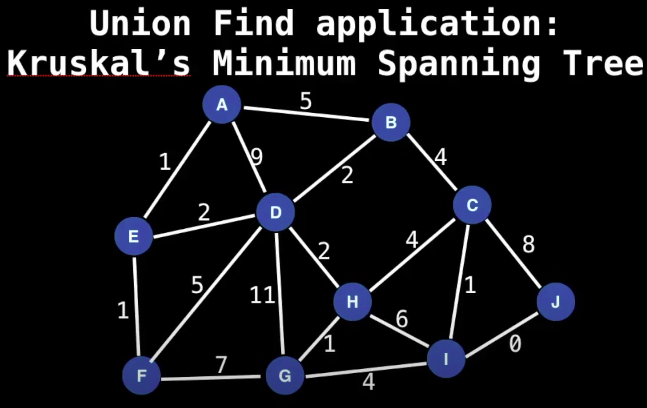 Union Find application:
Kruskal’s Minimum Spanning Tree
A
5
B
1
9
2
4
E
2
D
C
1
5
11
2
4
1
8
H
6
J
F
7
G
1
4
I
0